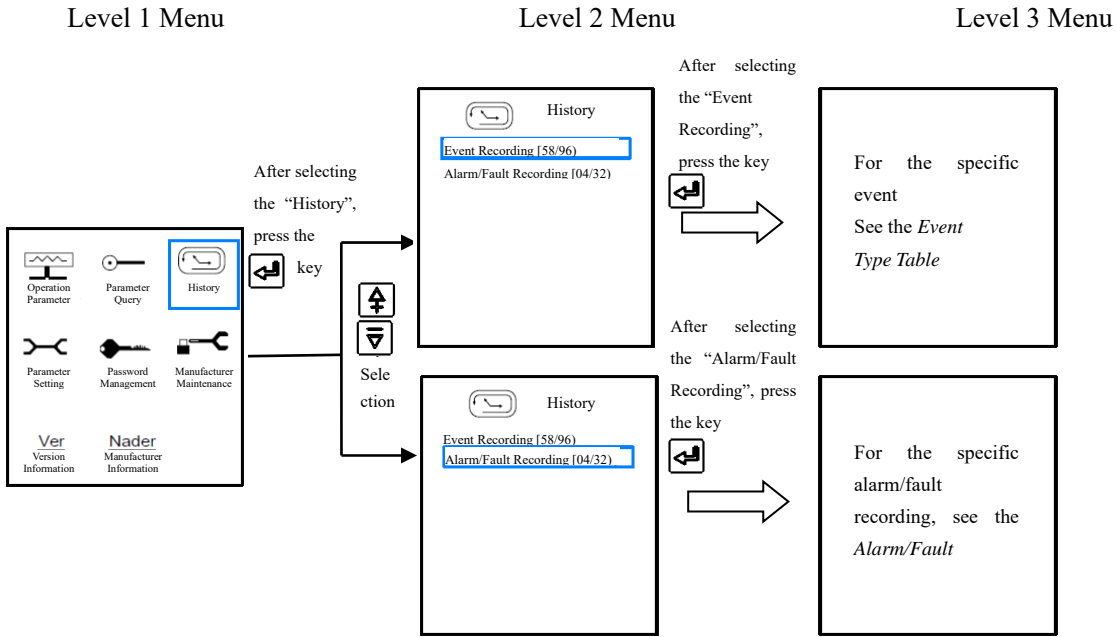 Level 1 Menu
Level 2 Menu
Level 3 Menu
Operation
Parameter
Parameter
Query
History
Parameter
Setting
Password
Management
Manufacturer
Maintenance
Ver
Version
Information
Nader
Manufacturer
Information
After selecting
the “History”,
press the
key
Sele
ction
History
Event Recording [58/96)
Alarm/Fault Recording [04/32)
After selecting
the “Event
Recording”,
press the key
For the specific
event
See the Event
Type Table
History
Event Recording [58/96)
Alarm/Fault Recording [04/32)
After selecting
the “Alarm/Fault
Recording”, press
the key
For the specific
alarm/fault
recording, see the
Alarm/Fault